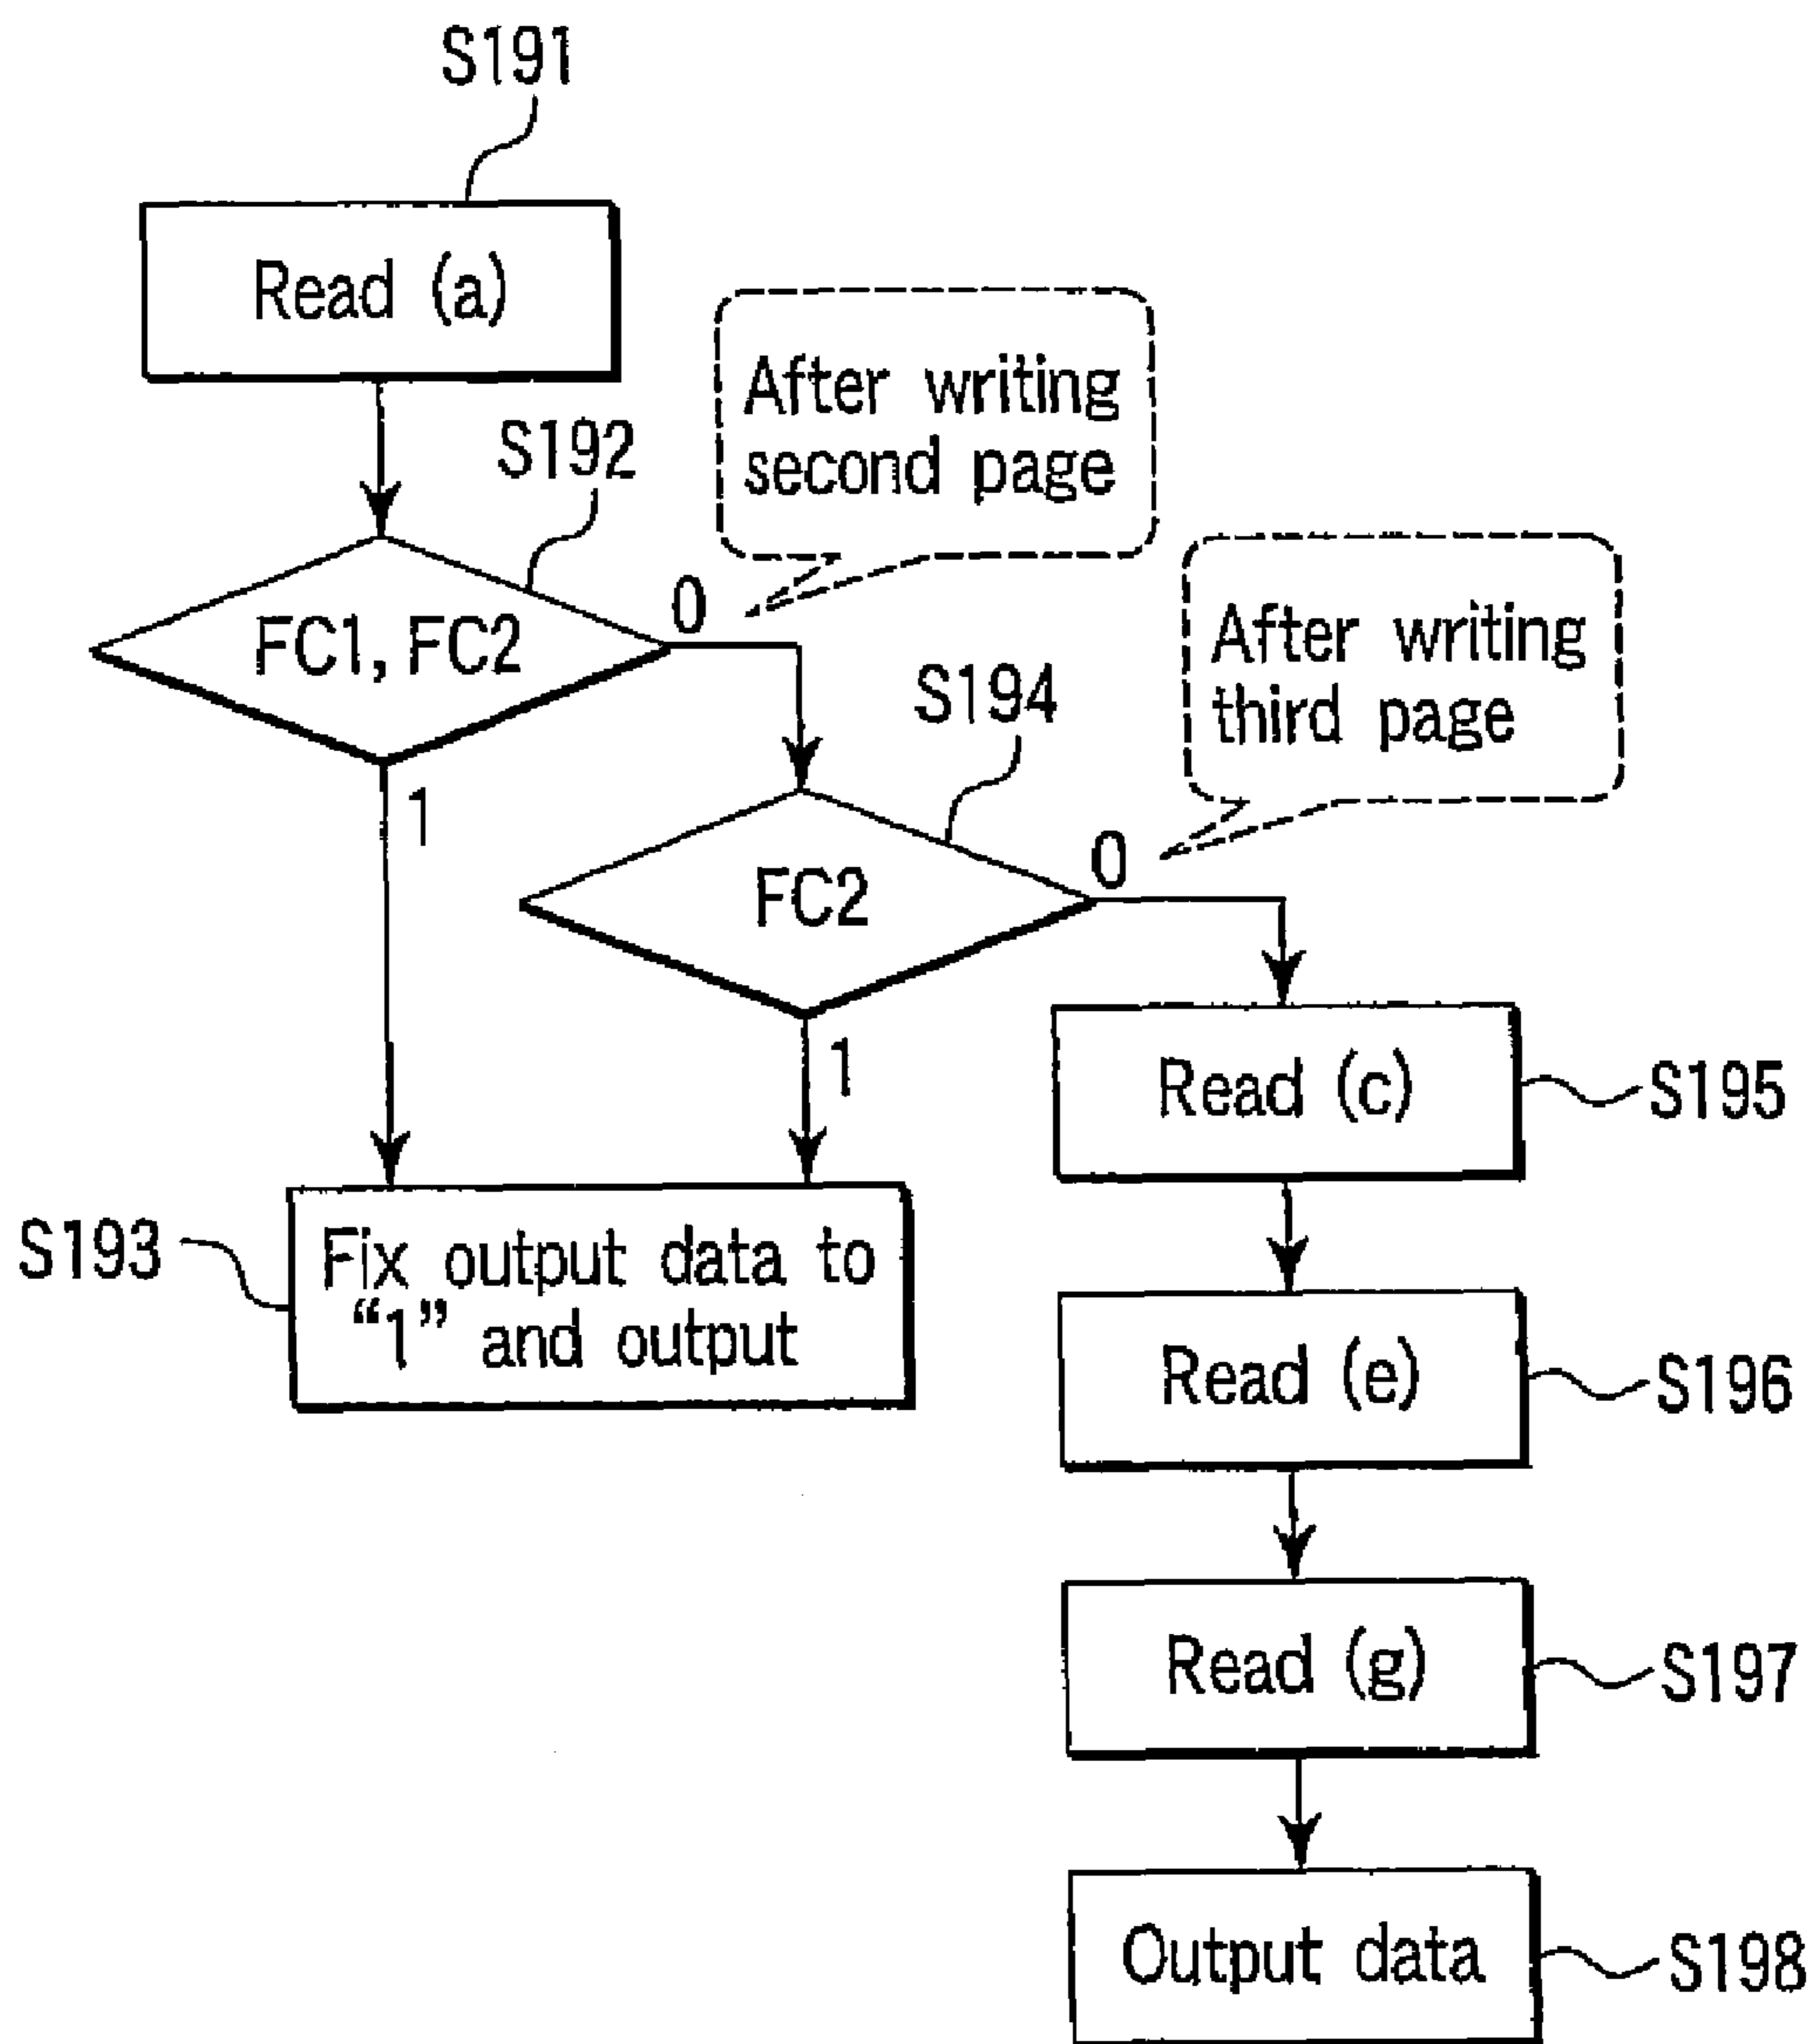 S191
Read (a)
After writing
second page
S192
0
FC1, FC2
After writing
third page
S194
1
0
FC2
Read (c)
S195
1
S193
Fix output data to
“1” and output
Read (e)
S196
Read (g)
S197
Output data
S198